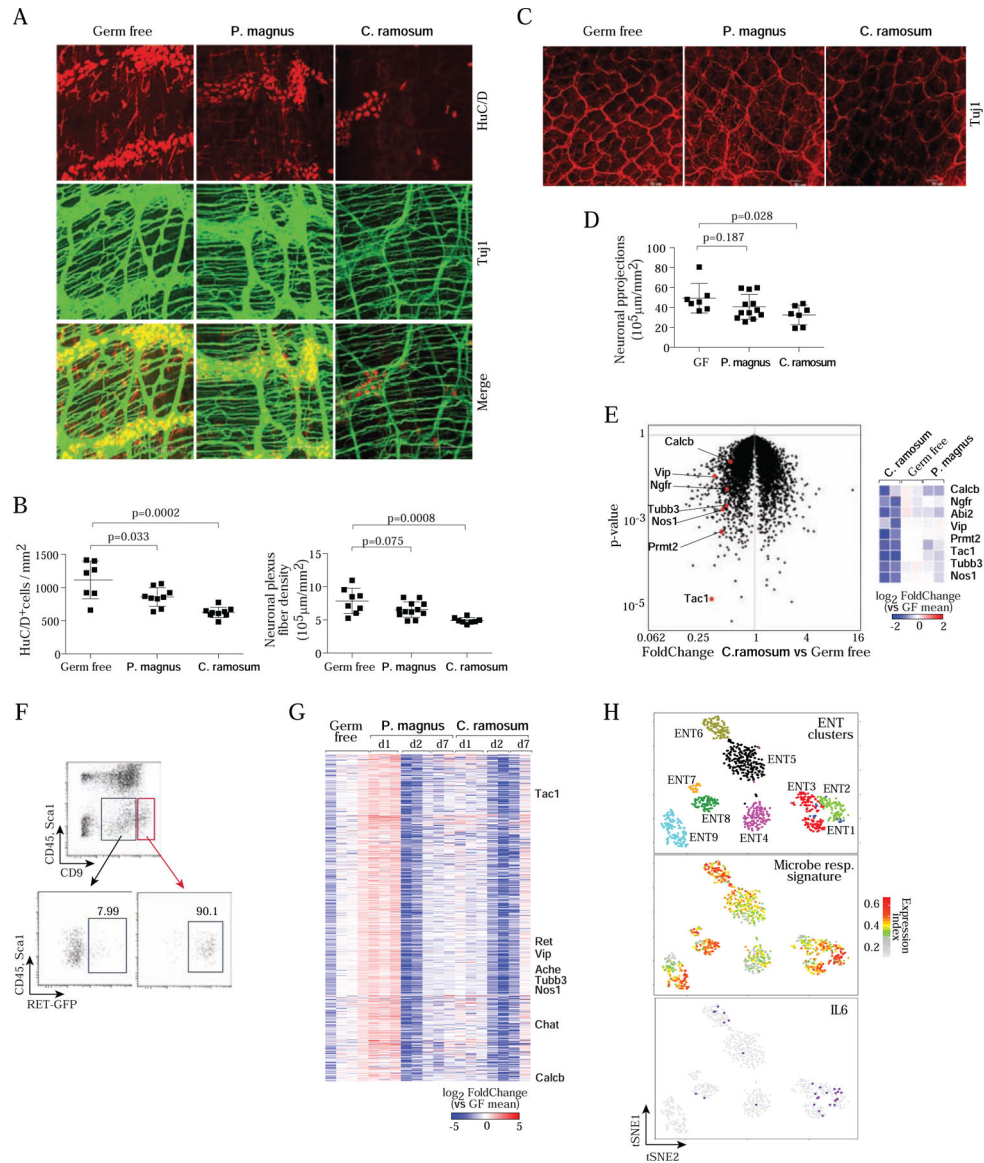 A
Germ free
P. magnus
C. ramosum
HuC/D
Tuj1
Merge
C
Germ free
P. magnus
C. ramosum
Tuj1
D
p=0.028
p=0.187
Neuronal pprojections
(10⁵μm/mm²)
100
80
60
40
20
0
GF
P. magnus
C. ramosum
B
p=0.0002
p=0.033
HuC/D⁺cells / mm2
1500
1000
500
0
Germ free
P. magnus
C. ramosum
p=0.0008
p=0.075
Neuronal plexus
fiber density
(10⁵μm/mm²)
15
10
5
0
Germ free
P. magnus
C. ramosum
E
p-value
1
10⁻³
10⁻⁵
Calcb
Vip
Ngfr
Tubb3
Nos1
Prmt2
Tac1
0.062
0.25
1
4
16
FoldChange C.ramosum vs Germ free
C. ramosum
Germ free
P. magnus
Calcb
Ngfr
Abi2
Vip
Prmt2
Tac1
Tubb3
Nos1
log₂ FoldChange
(vs GF mean)
-2 0 2
F
CD45, Sca1
CD9
7.99
90.1
CD45, Sca1
RET-GFP
G
Germ free
P. magnus
C. ramosum
d1 d2 d7 d1 d2 d7
Tac1
Ret
Vip
Ache
Tubb3
Nos1
Chat
Calcb
log₂ FoldChange
(vs GF mean)
-5 0 5
H
ENT
clusters
ENT6
ENT5
ENT7
ENT8
ENT9
ENT4
ENT3
ENT2
ENT1
Microbe resp.
signature
0.6
0.4
0.2
Expression
Index
IL6
tSNE1
tSNE2